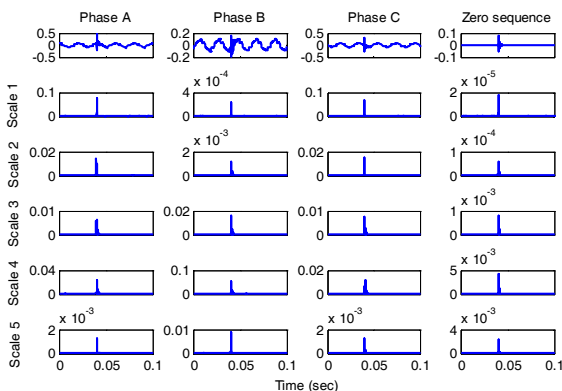 Phase A Phase B Phase C Zero sequence
0.5 0.2 0.5 0.1
0 0 0 0
-0.5 -0.2 -0.5 -0.1
x 10-4 x 10-5
Scale 1 0.1 4 0.1 2
0 2 0 1
0 0
x 10-3 x 10-4
Scale 2 0.02 2 0.02 2
0 1 0 1
0 0
x 10-3
Scale 3 0.01 0.02 0.01 1
0 0 0 0
x 10-3
Scale 4 0.04 0.1 0.02 4
0 0 0 0
x 10-3 x 10-3 x 10-3
Scale 5 2 0.01 2 4
1 0 1 2
0 0 0
0 0.05 0.1 0 0.05 0.1 0 0.05 0.1 0 0.05 0.1
Time (sec)